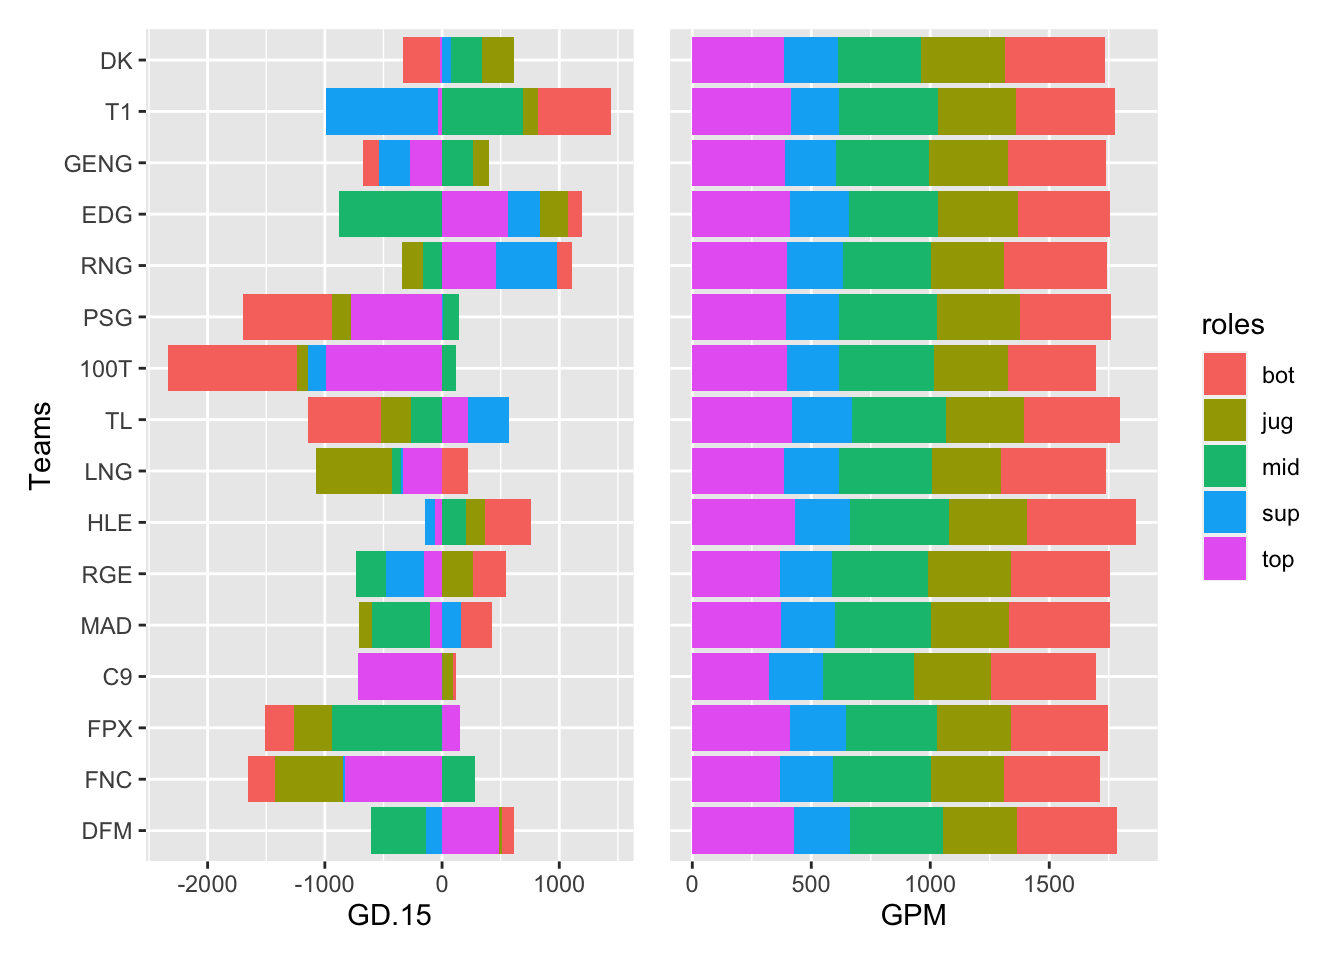 DK
T1
GENG
EDG
RNG
PSG
100T
TL
LNG
HLE
RGE
MAD
C9
FPX
FNC
DFM
Teams
-2000 -1000 0 1000
GD.15
0 500 1000 1500
GPM
roles
bot
jug
mid
sup
top